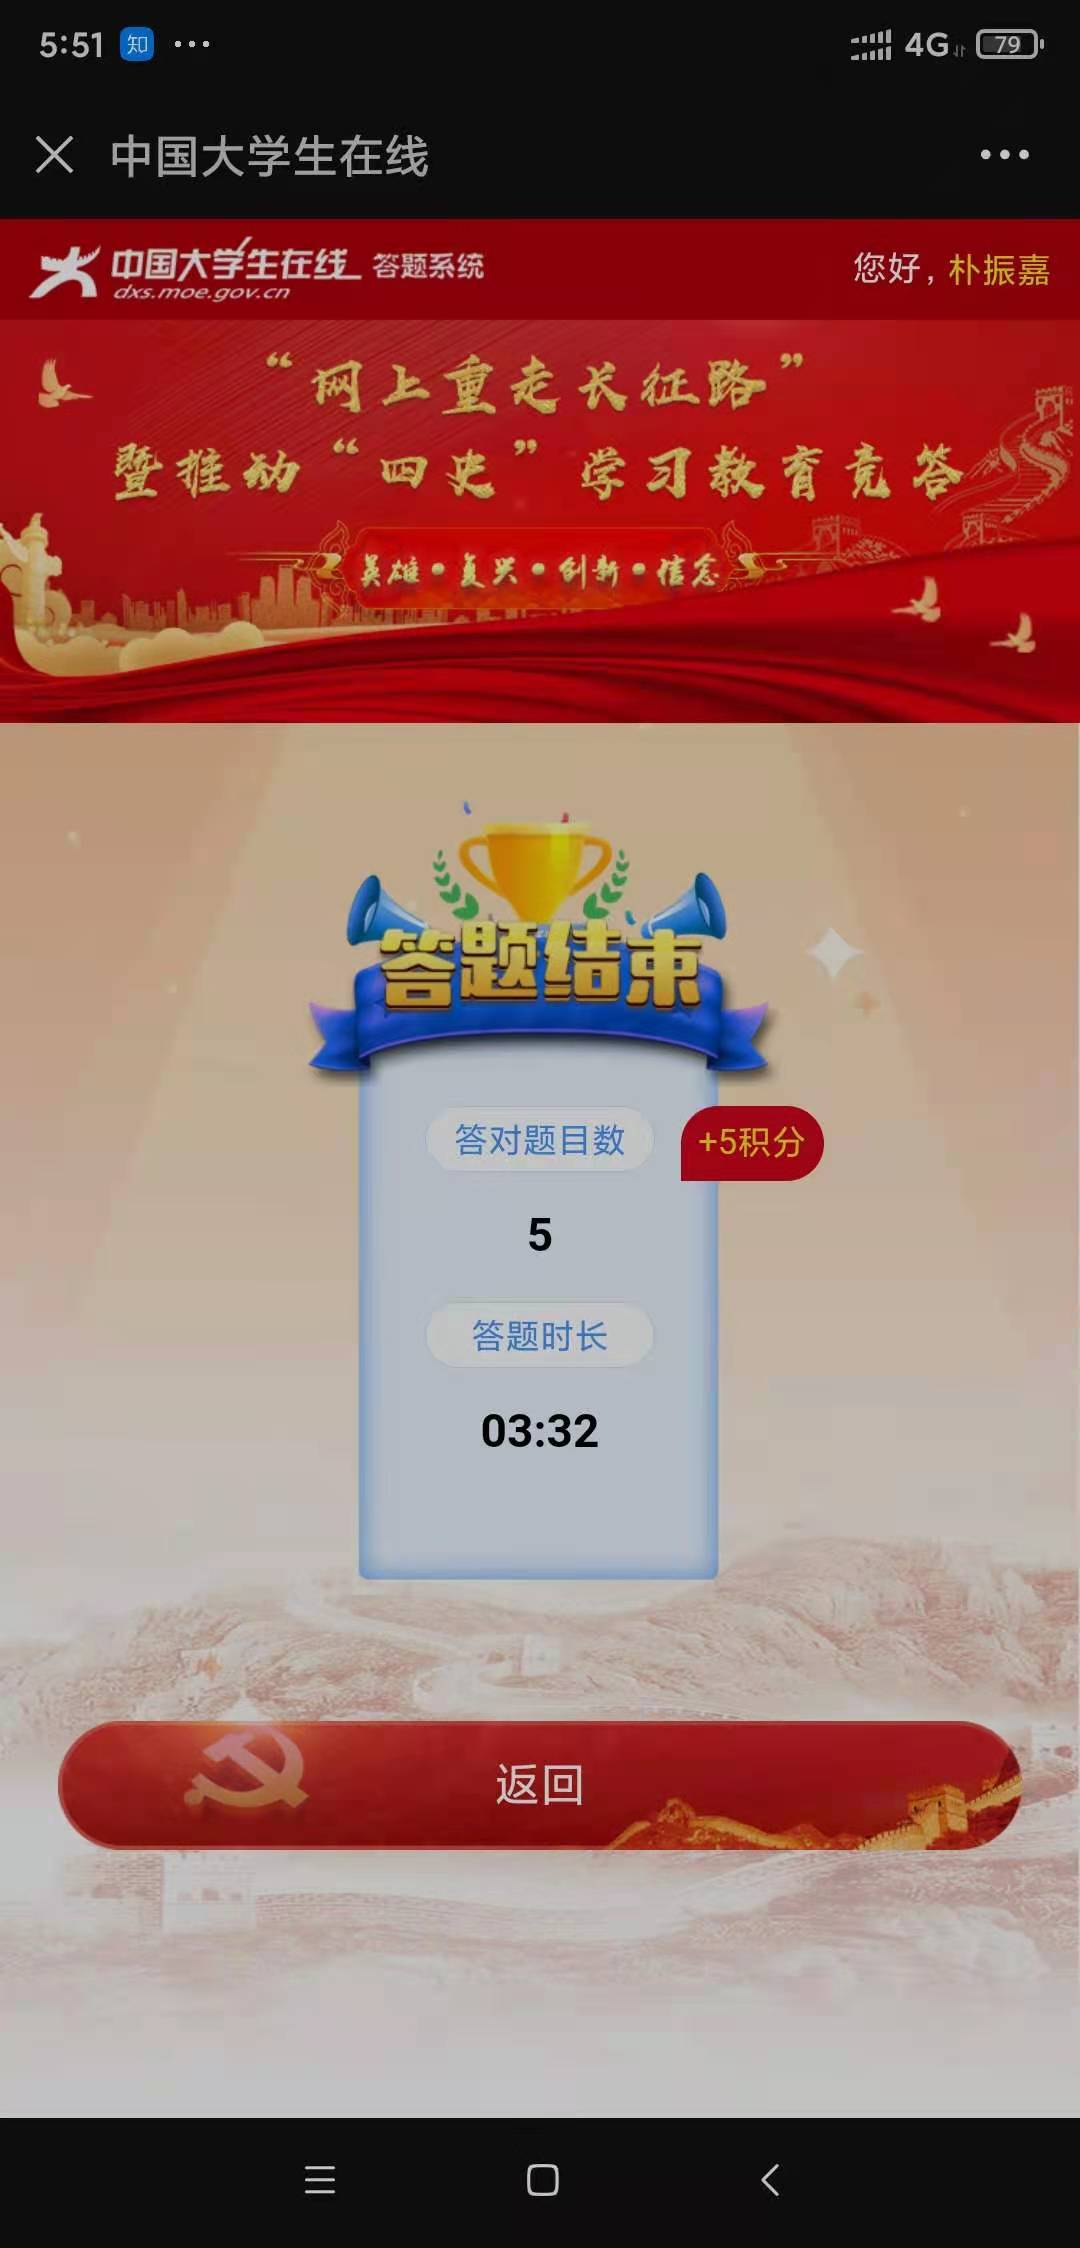 5:51 知 ... 4G 79
中国大学生在线
中国大学生在线 答题系统 您好，朴振嘉
dxs.moe.gov.cn
“网上重走长征路”
暨推动“四史”学习教育竞答
英雄·复兴·创新·信念
答题结束
答对题目数 +5积分
5
答题时长
03:32
返回